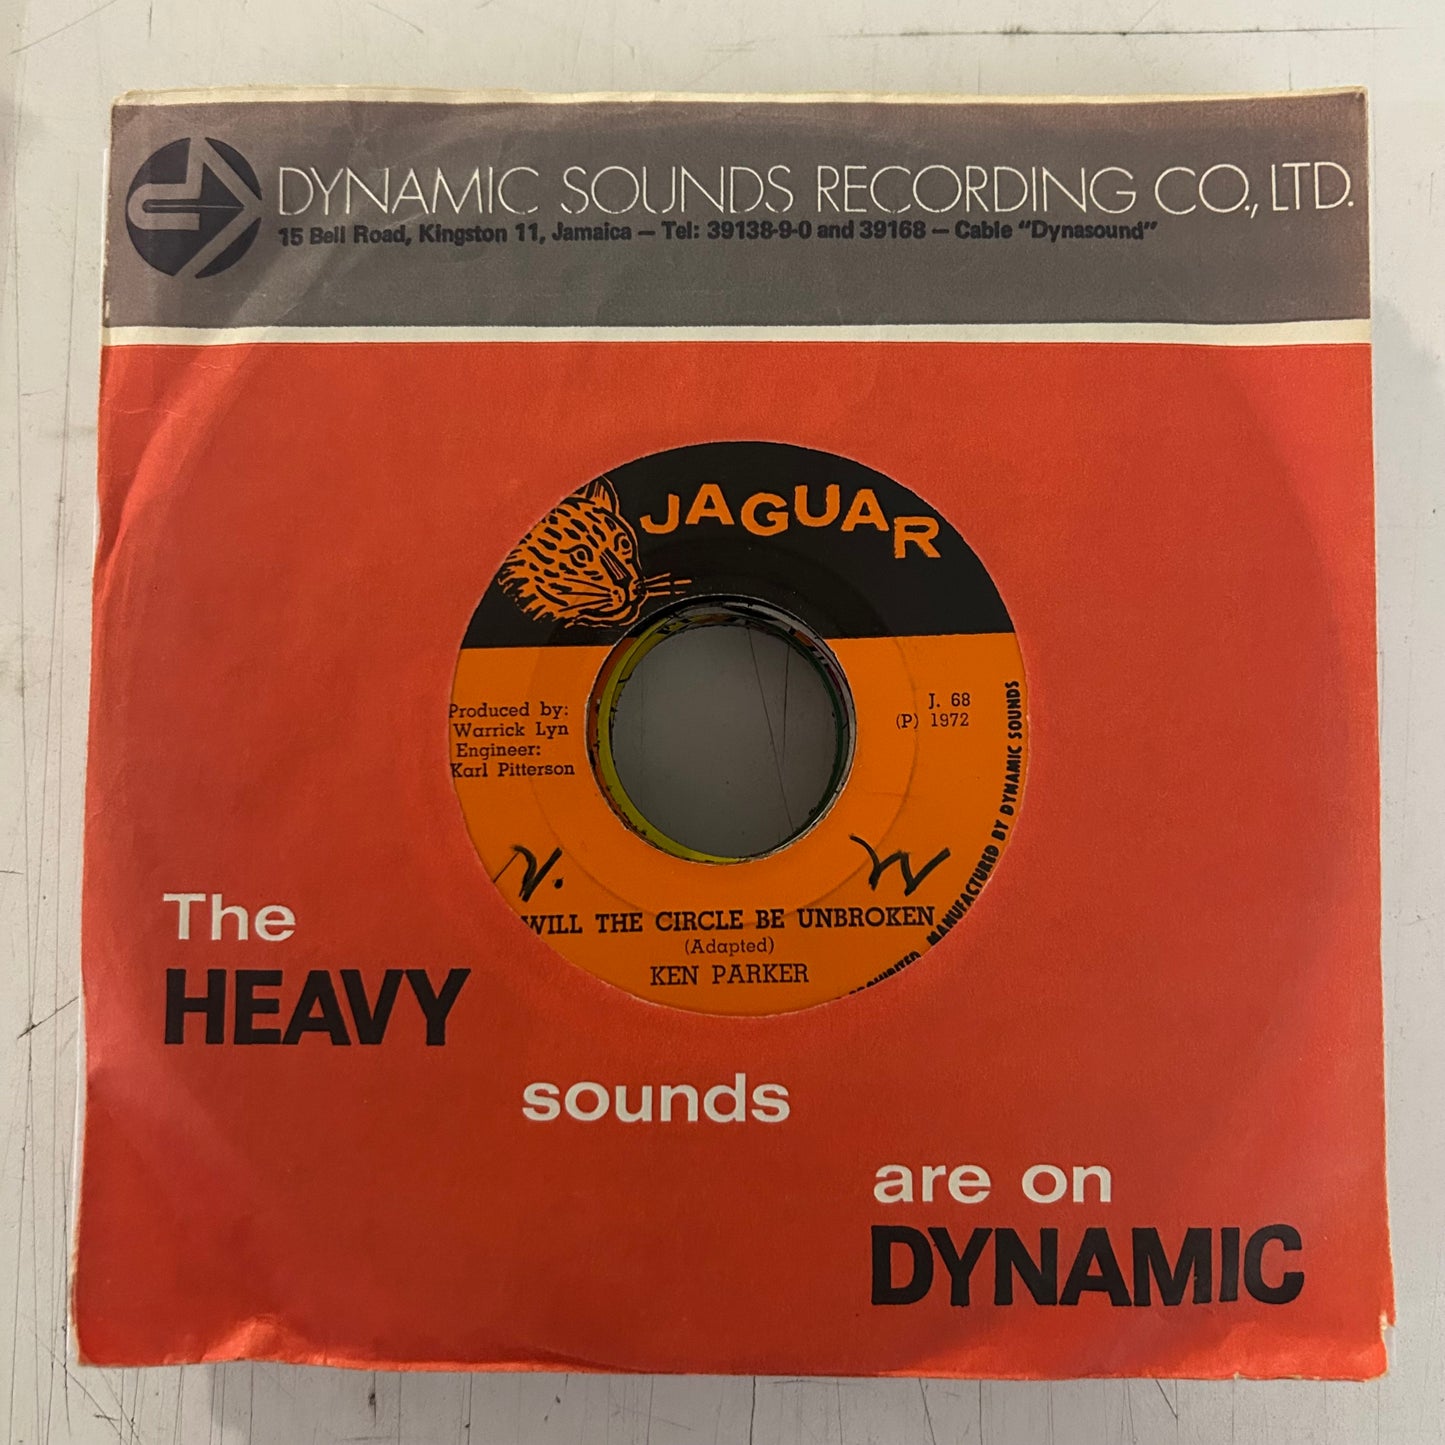 DYNAMIC SOUNDS RECORDING CO., LTD.
15 Bell Road, Kingston 11, Jamaica — Tel: 39138-9-0 and 39168 — Cable "Dynasound"
JAGUAR
Produced by:
Warrick Lyn
Engineer:
Karl Pitterson
J. 68
(P) 1972
MANUFACTURED BY DYNAMIC SOUNDS
WILL THE CIRCLE BE UNBROKEN
(Adapted)
KEN PARKER
The
HEAVY
sounds
are on
DYNAMIC